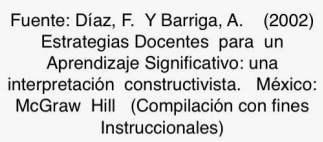 Fuente: Díaz, F. Y Barriga, A. (2002)
Estrategias Docentes para un
Aprendizaje Significativo: una
interpretación constructivista. México:
McGraw Hill (Compilación con fines
Instruccionales)